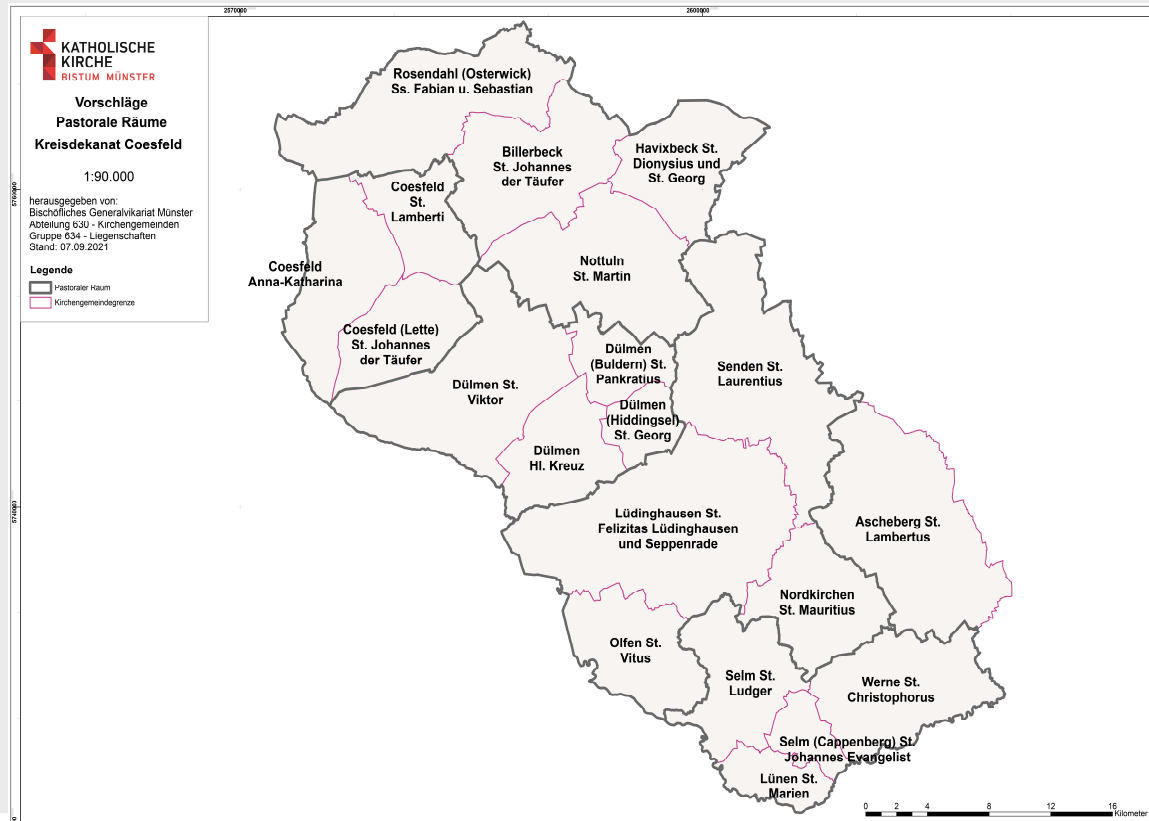 2570000
2600000
KATHOLISCHE
KIRCHE
BISTUM MÜNSTER
Vorschläge
Pastorale Räume
Kreisdekanat Coesfeld
1:90.000
herausgegeben von:
Bischöfliches Generalvikariat Münster
Abteilung 630 - Kirchengemeinden
Gruppe 634 - Liegenschaften
Stand: 07.09.2021
Legende
Pastoraler Raum
Kirchengemeindegrenze
5760000
5740000
Rosendahl (Osterwick)
Ss. Fabian u. Sebastian
Billerbeck
St. Johannes
der Täufer
Havixbeck St.
Dionysius und
St. Georg
Coesfeld
St.
Lamberti
Coesfeld
Anna-Katharina
Nottuln
St. Martin
Coesfeld (Lette)
St. Johannes
der Täufer
Dülmen St.
Viktor
Dülmen
(Buldern) St.
Pankratius
Senden St.
Laurentius
Dülmen
(Hiddingsel)
St. Georg
Dülmen
Hl. Kreuz
Lüdinghausen St.
Felizitas Lüdinghausen
und Seppenrade
Ascheberg St.
Lambertus
Nordkirchen
St. Mauritius
Olfen St.
Vitus
Selm St.
Ludger
Werne St.
Christophorus
Selm (Cappenberg) St.
Johannes Evangelist
Lünen St.
Marien
0 2 4 8 12 16
Kilometer